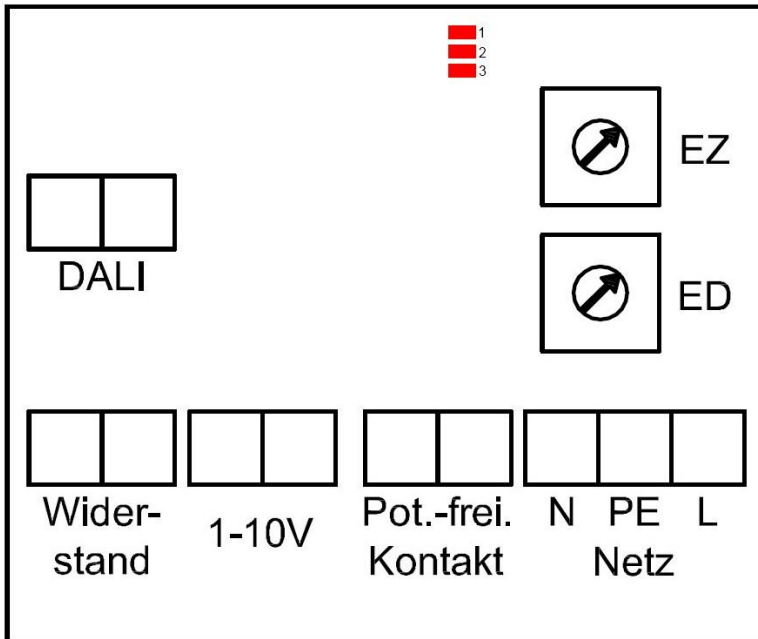 1
2
3
EZ
DALI
ED
Wider-
stand
1-10V
Pot.-frei.
Kontakt
N PE L
Netz